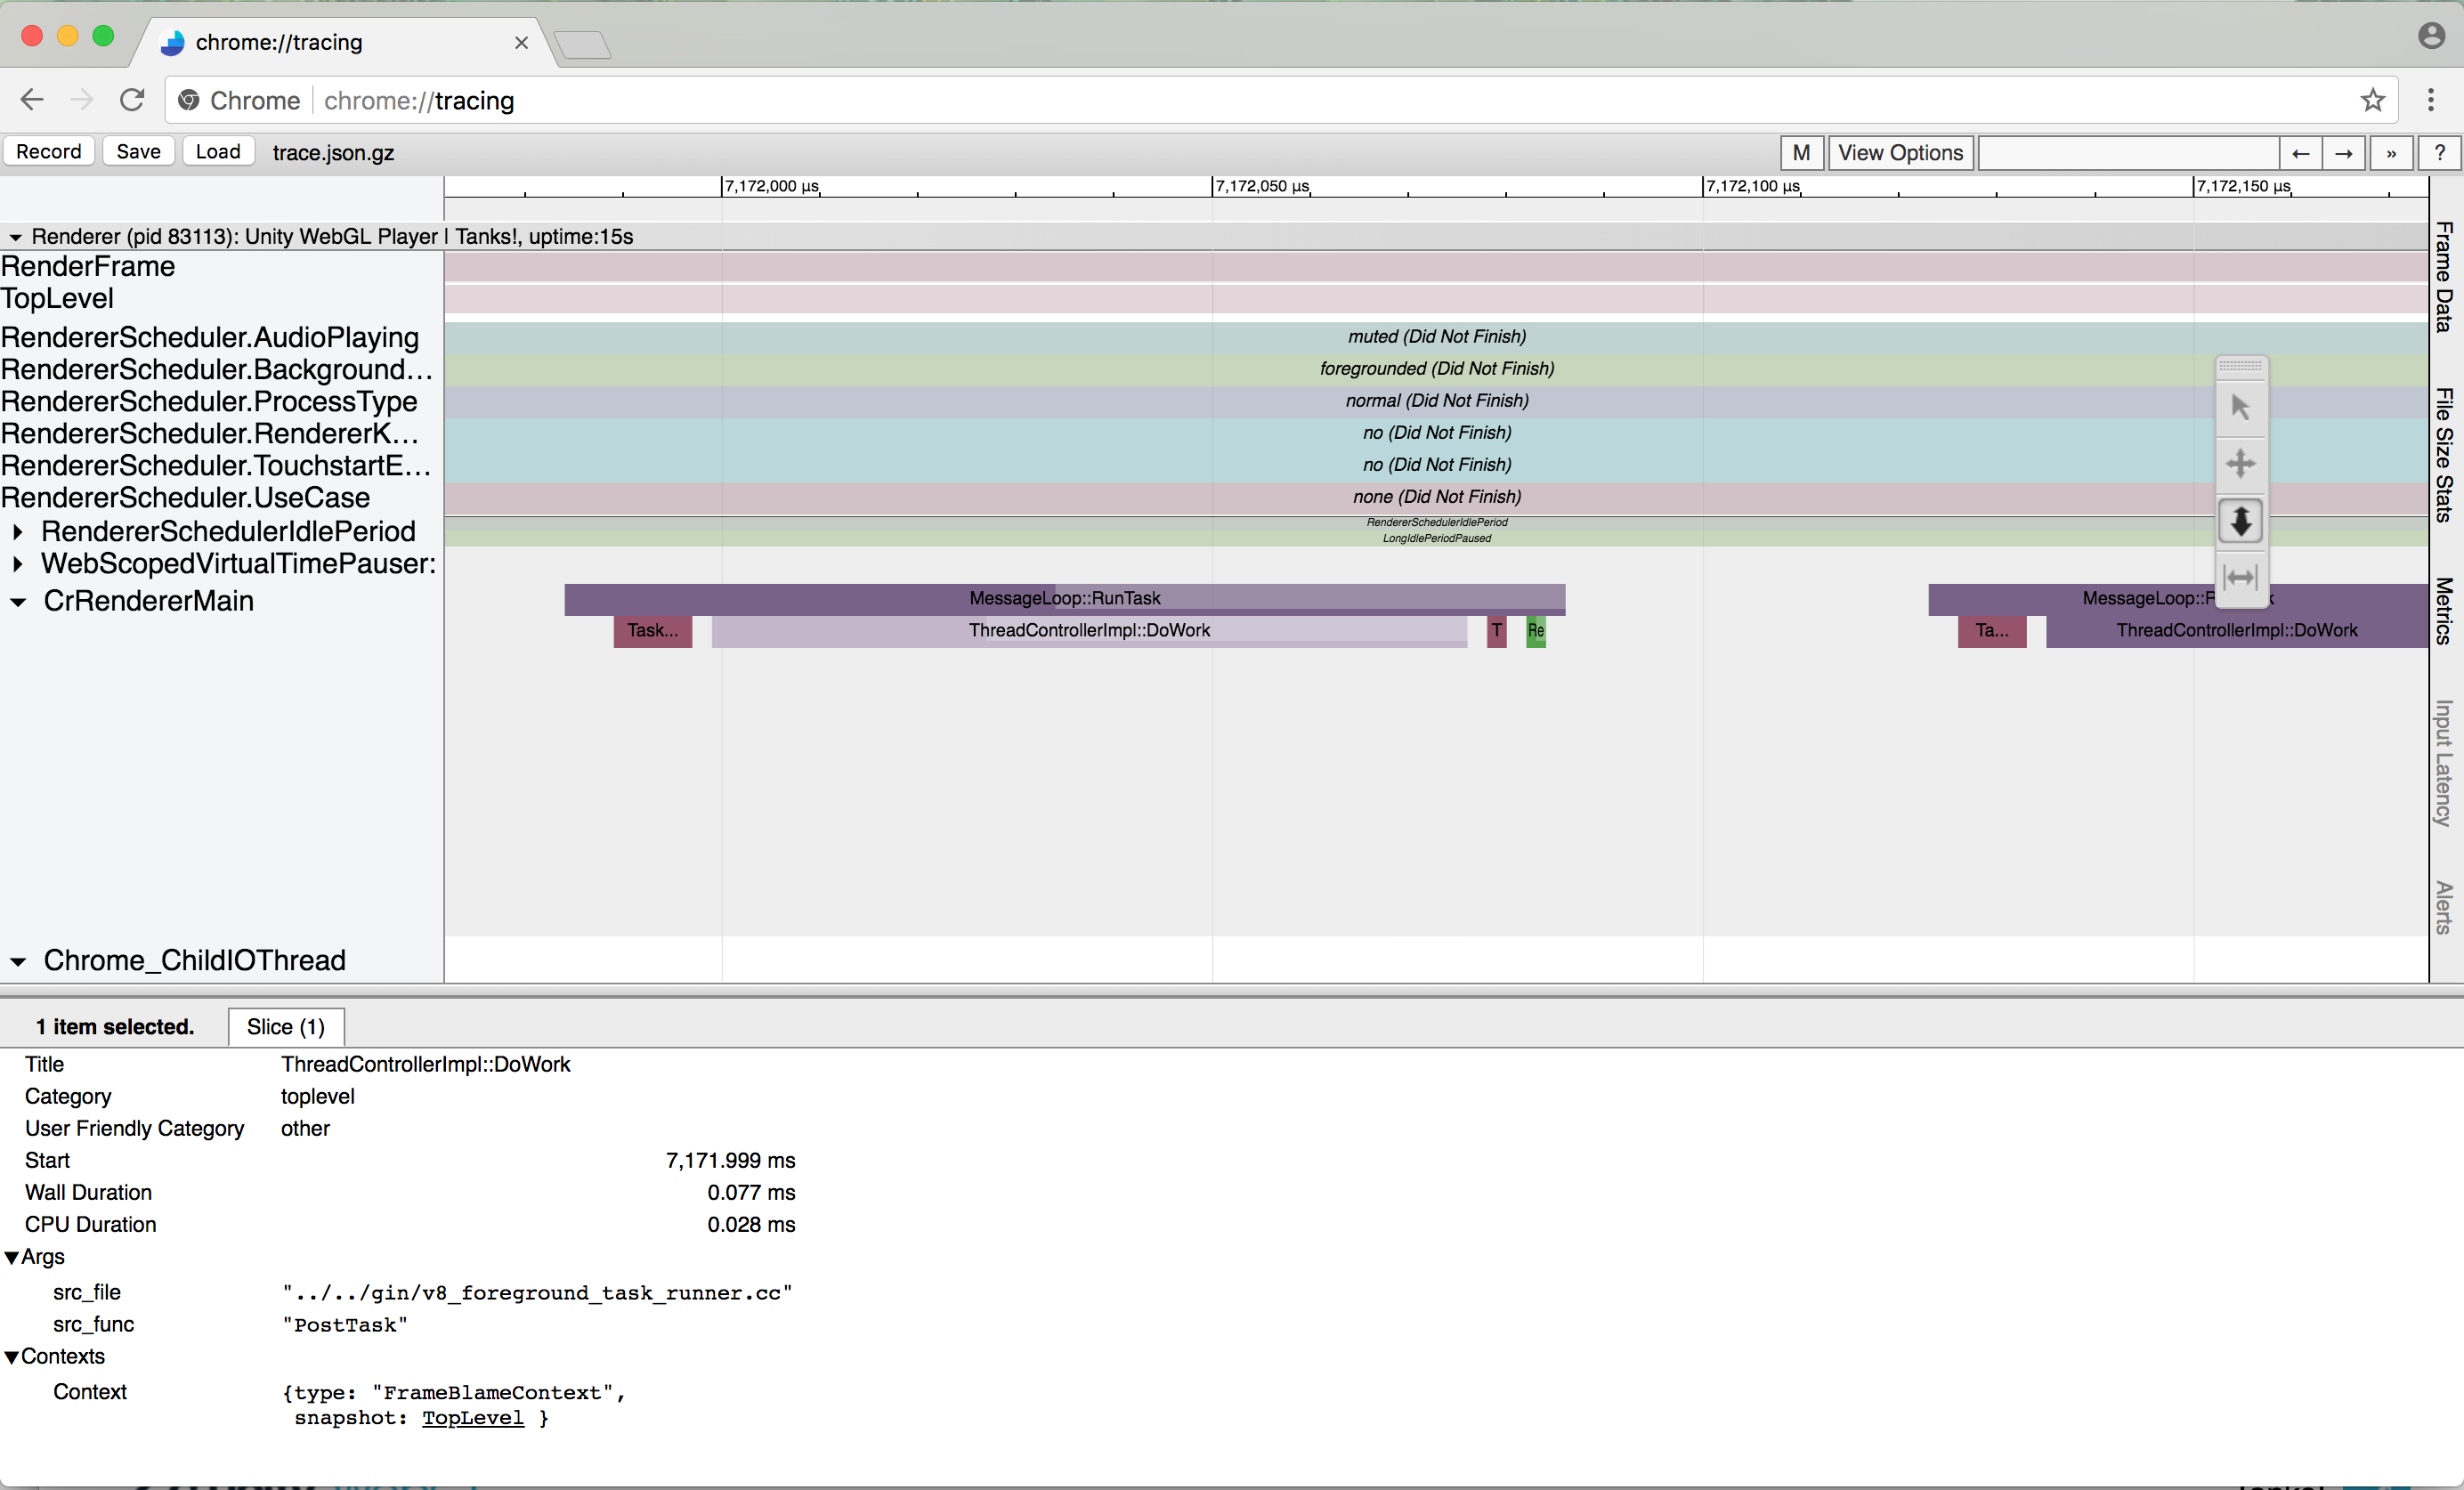 chrome://tracing
Chrome chrome://tracing
Record Save Load trace.json.gz M View Options ← → » ?
7,172,000 µs 7,172,050 µs 7,172,100 µs 7,172,150 µs
Renderer (pid 83113): Unity WebGL Player | Tanks!, uptime:15s
RenderFrame
TopLevel
RendererScheduler.AudioPlaying muted (Did Not Finish)
RendererScheduler.Background... foregrounded (Did Not Finish)
RendererScheduler.ProcessType normal (Did Not Finish)
RendererScheduler.RendererK... no (Did Not Finish)
RendererScheduler.TouchstartE... no (Did Not Finish)
RendererScheduler.UseCase none (Did Not Finish)
RendererSchedulerIdlePeriod RendererSchedulerIdlePeriod
LongIdlePeriodPaused
WebScopedVirtualTimePauser:
CrRendererMain MessageLoop::RunTask MessageLoop::R k
Task... ThreadControllerImpl::DoWork T Re Ta... ThreadControllerImpl::DoWork
Chrome_ChildIOThread
Frame Data
File Size Stats
Metrics
Input Latency
Alerts
1 item selected. Slice (1)
Title ThreadControllerImpl::DoWork
Category toplevel
User Friendly Category other
Start 7,171.999 ms
Wall Duration 0.077 ms
CPU Duration 0.028 ms
▼Args
src_file "../../gin/v8_foreground_task_runner.cc"
src_func "PostTask"
▼Contexts
Context {type: "FrameBlameContext",
snapshot: TopLevel }